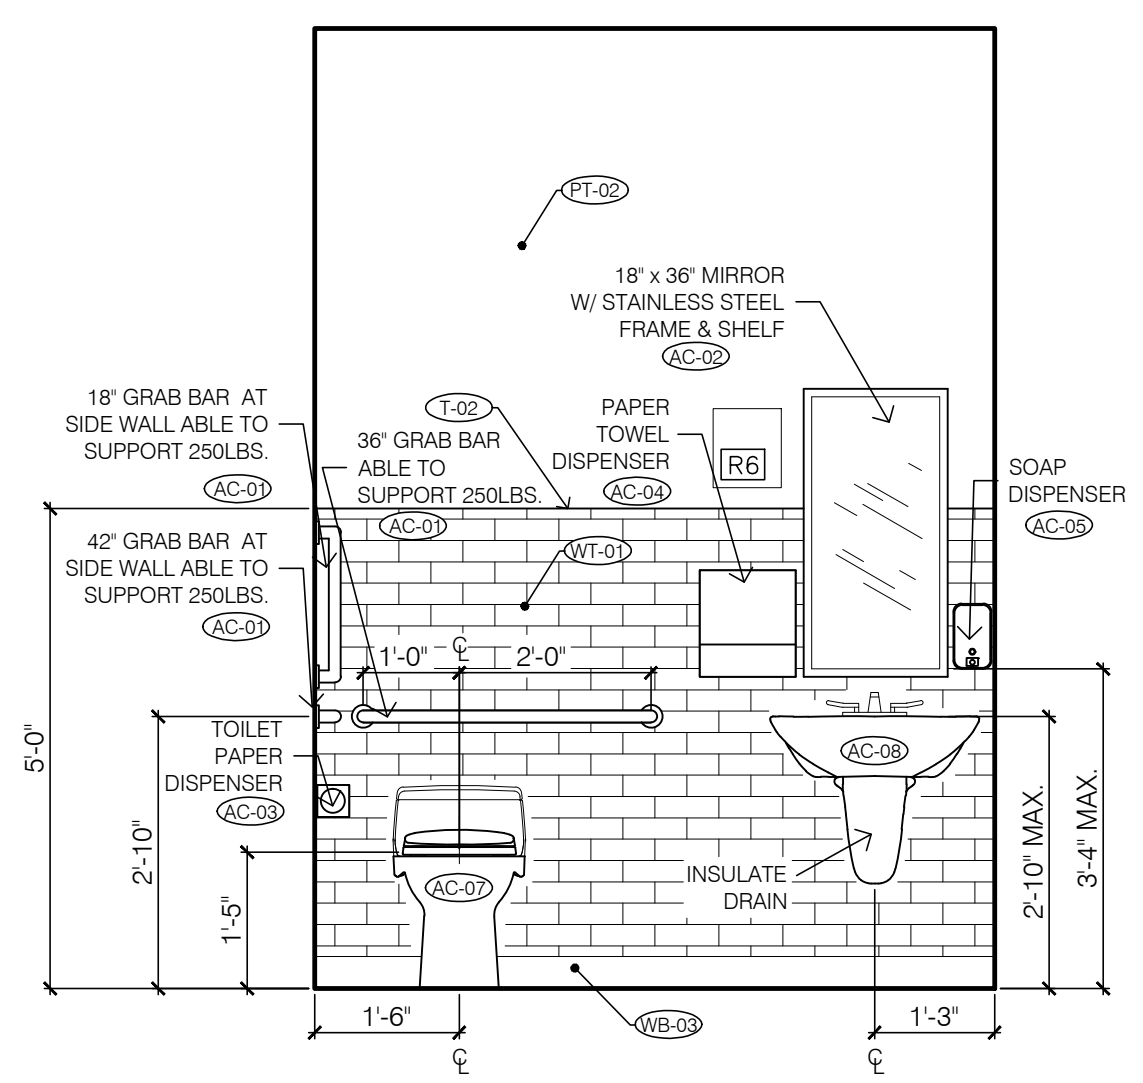 PT-02
18" x 36" MIRROR
W/ STAINLESS STEEL
FRAME & SHELF
AC-02
18" GRAB BAR AT
SIDE WALL ABLE TO
SUPPORT 250LBS.
AC-01
T-02
36" GRAB BAR
ABLE TO
SUPPORT 250LBS.
AC-01
PAPER
TOWEL
DISPENSER
AC-04
R6
SOAP
DISPENSER
AC-05
42" GRAB BAR AT
SIDE WALL ABLE TO
SUPPORT 250LBS.
AC-01
WT-01
1'-0"
CL
2'-0"
TOILET
PAPER
DISPENSER
AC-03
AC-08
5'-0"
2'-10"
1'-5"
AC-07
INSULATE
DRAIN
2'-10" MAX.
3'-4" MAX.
1'-6"
WB-03
1'-3"
CL
CL